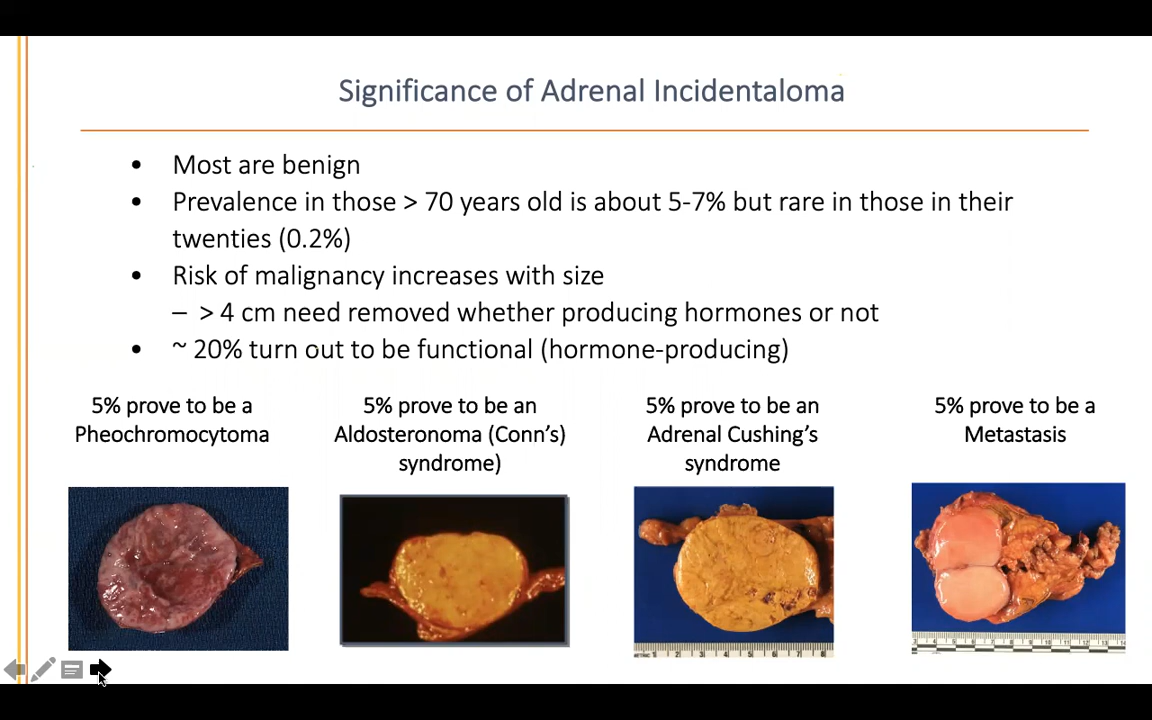 Significance of Adrenal Incidentaloma
• Most are benign
• Prevalence in those > 70 years old is about 5-7% but rare in those in their
twenties (0.2%)
• Risk of malignancy increases with size
– > 4 cm need removed whether producing hormones or not
• ~ 20% turn out to be functional (hormone-producing)
5% prove to be a
Pheochromocytoma
5% prove to be an
Aldosteronoma (Conn’s)
syndrome)
5% prove to be an
Adrenal Cushing’s
syndrome
5% prove to be a
Metastasis